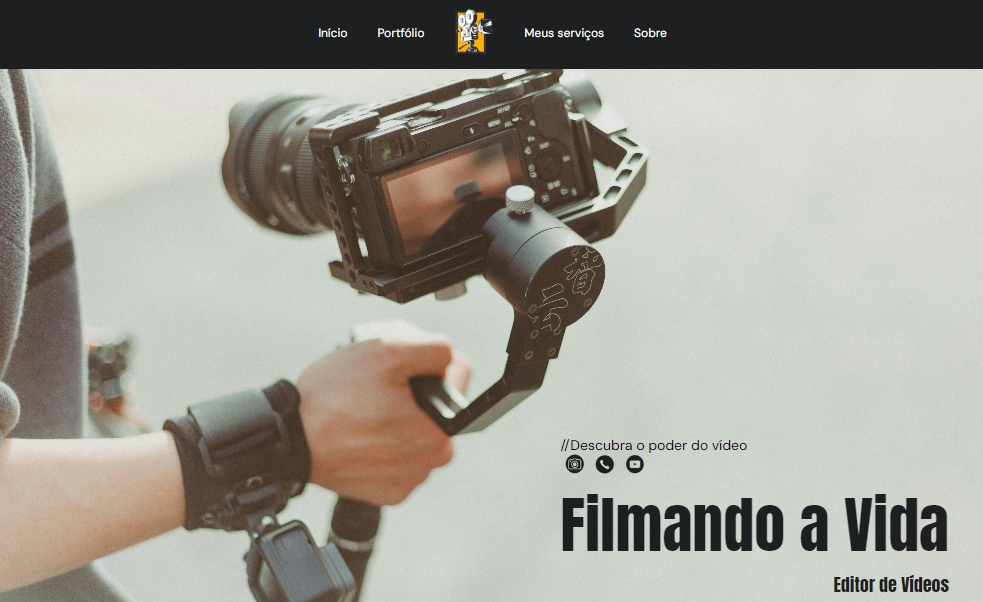 Início Portfólio Meus serviços Sobre
//Descubra o poder do vídeo
Filmando a Vida
Editor de Vídeos